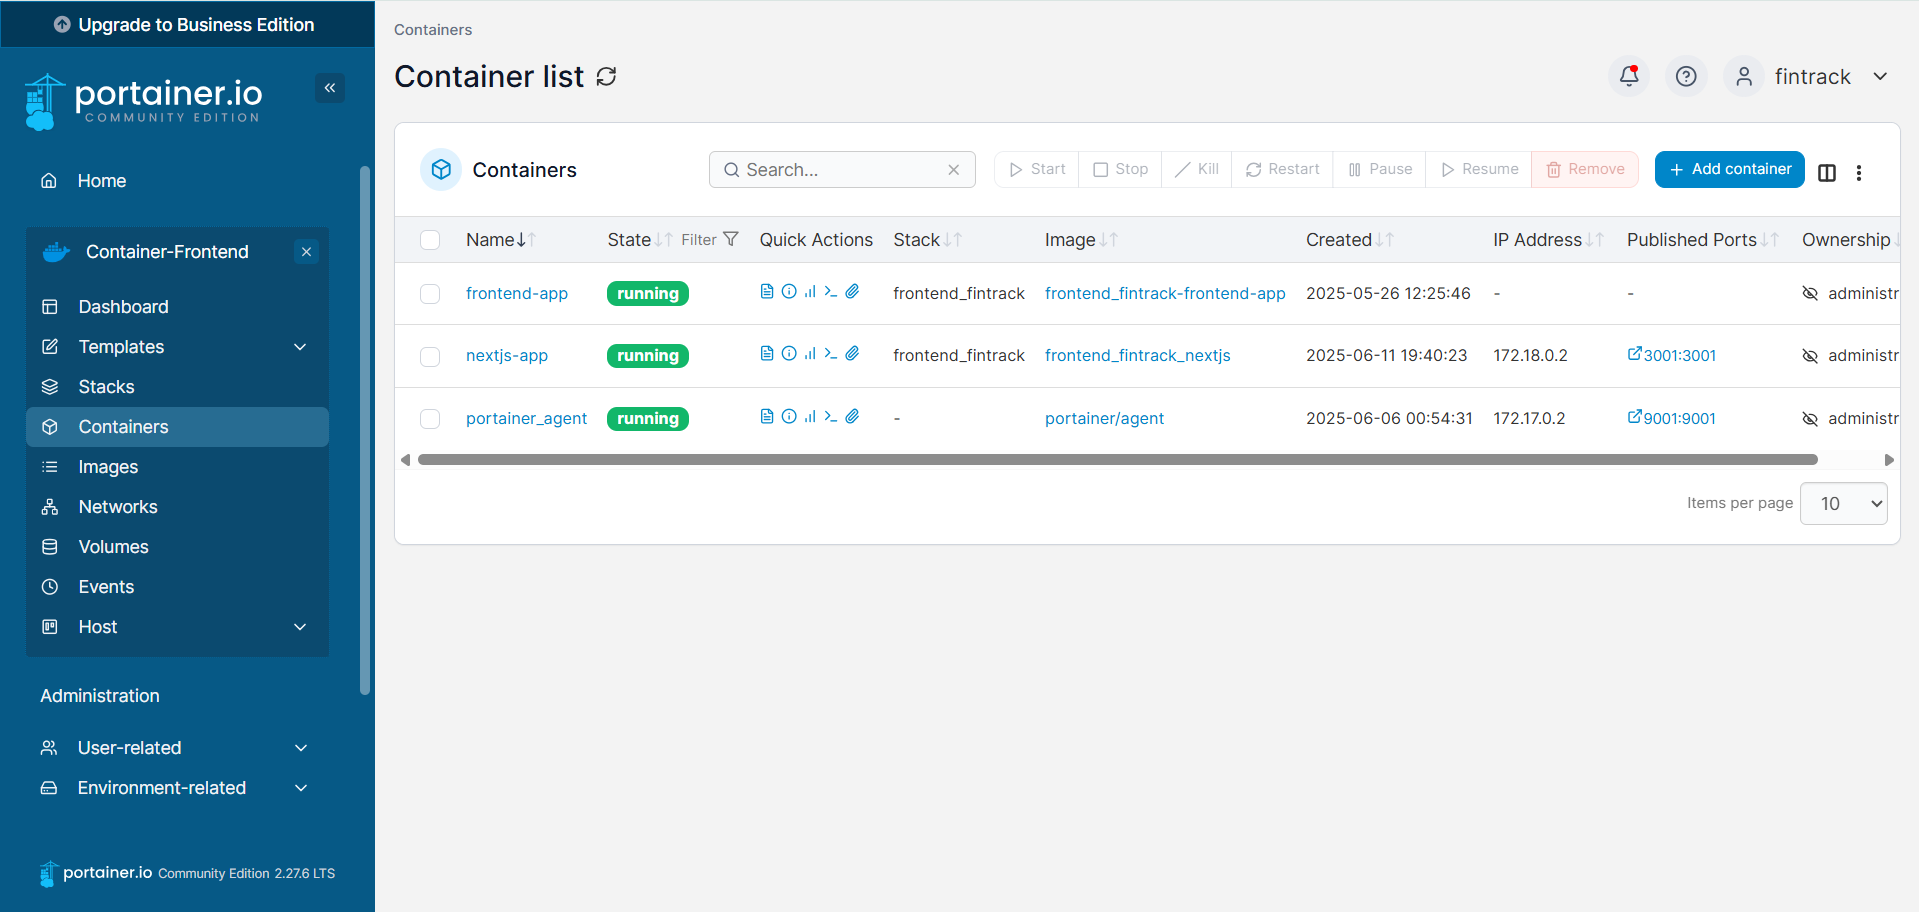 Upgrade to Business Edition
portainer.io
COMMUNITY EDITION
Home
Container-Frontend
Dashboard
Templates
Stacks
Containers
Images
Networks
Volumes
Events
Host
Administration
User-related
Environment-related
portainer.io Community Edition 2.27.6 LTS
Containers
Container list
fintrack
Containers
Search...
Start Stop Kill Restart Pause Resume Remove
Add container
Name State Filter Quick Actions Stack Image Created IP Address Published Ports Ownership
frontend-app running frontend_fintrack frontend_fintrack-frontend-app 2025-05-26 12:25:46 - - administr
nextjs-app running frontend_fintrack frontend_fintrack_nextjs 2025-06-11 19:40:23 172.18.0.2 3001:3001 administr
portainer_agent running - portainer/agent 2025-06-06 00:54:31 172.17.0.2 9001:9001 administr
Items per page 10